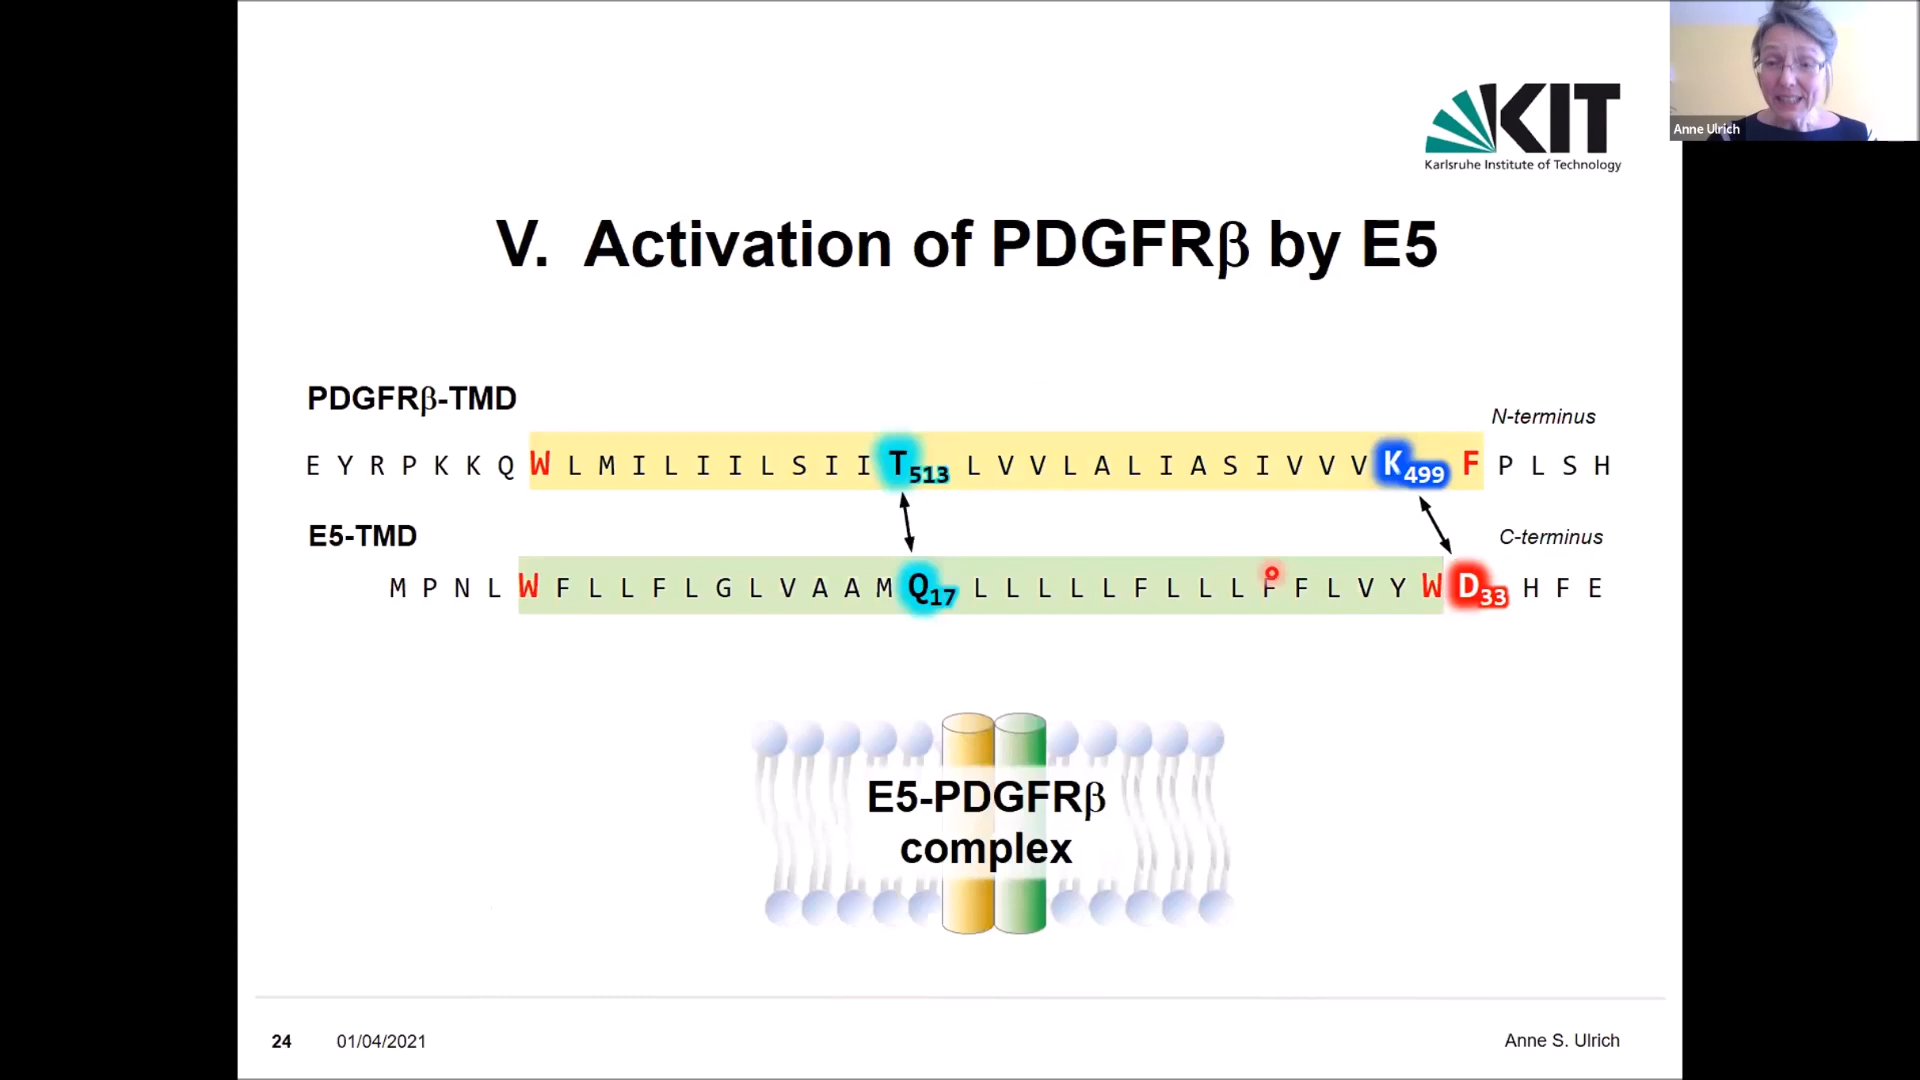 Anne Ulrich
KIT
Karlsruhe Institute of Technology
V. Activation of PDGFRβ by E5
PDGFRβ-TMD
N-terminus
E Y R P K K Q W L M I L I I L S I I T513 L V V L A L I A S I V V V K499 F P L S H
E5-TMD
C-terminus
M P N L W F L L F L G L V A A M Q17 L L L L L F L L L F F L V Y W D33 H F E
E5-PDGFRβ
complex
24 01/04/2021 Anne S. Ulrich